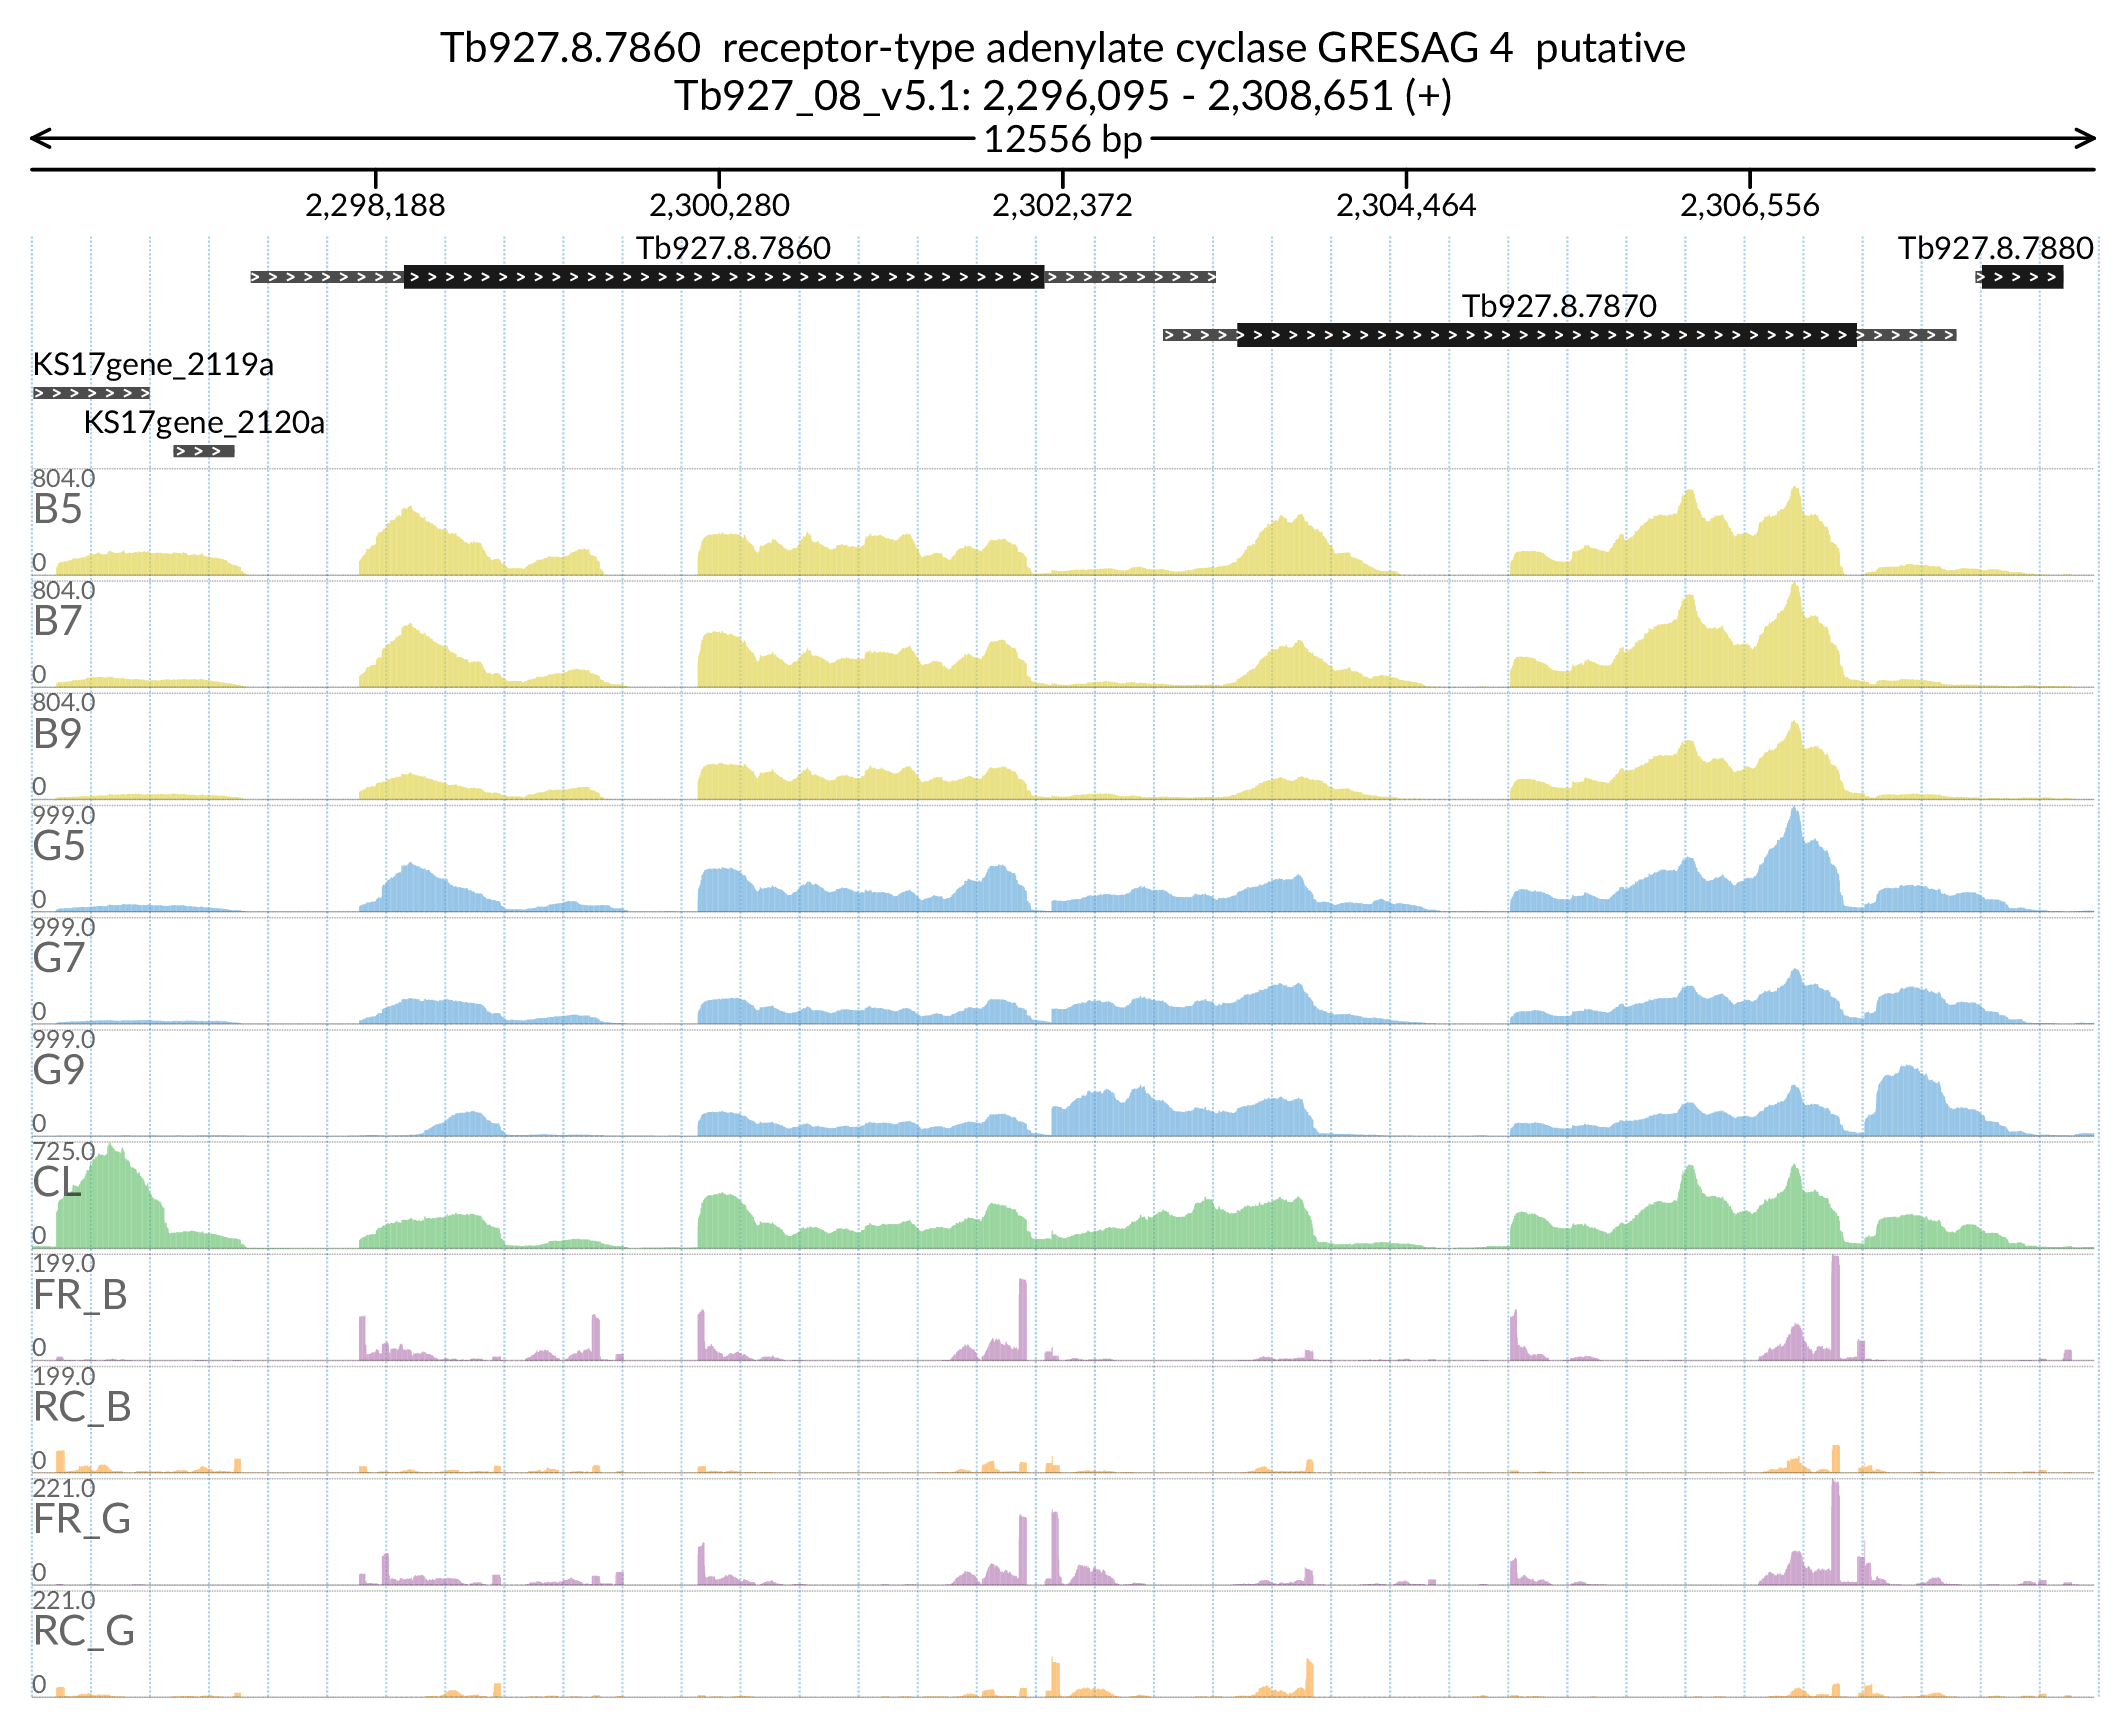 Tb927.8.7860  receptor-type adenylate cyclase GRESAG 4  putative
Tb927_08_v5.1: 2,296,095 - 2,308,651 (+)
12556 bp
2,298,188 2,300,280 2,302,372 2,304,464 2,306,556
Tb927.8.7860 Tb927.8.7880
Tb927.8.7870
KS17gene_2119a
KS17gene_2120a
804.0
B5
0
804.0
B7
0
804.0
B9
0
999.0
G5
0
999.0
G7
0
999.0
G9
0
725.0
CL
0
199.0
FR_B
0
199.0
RC_B
0
221.0
FR_G
0
221.0
RC_G
0